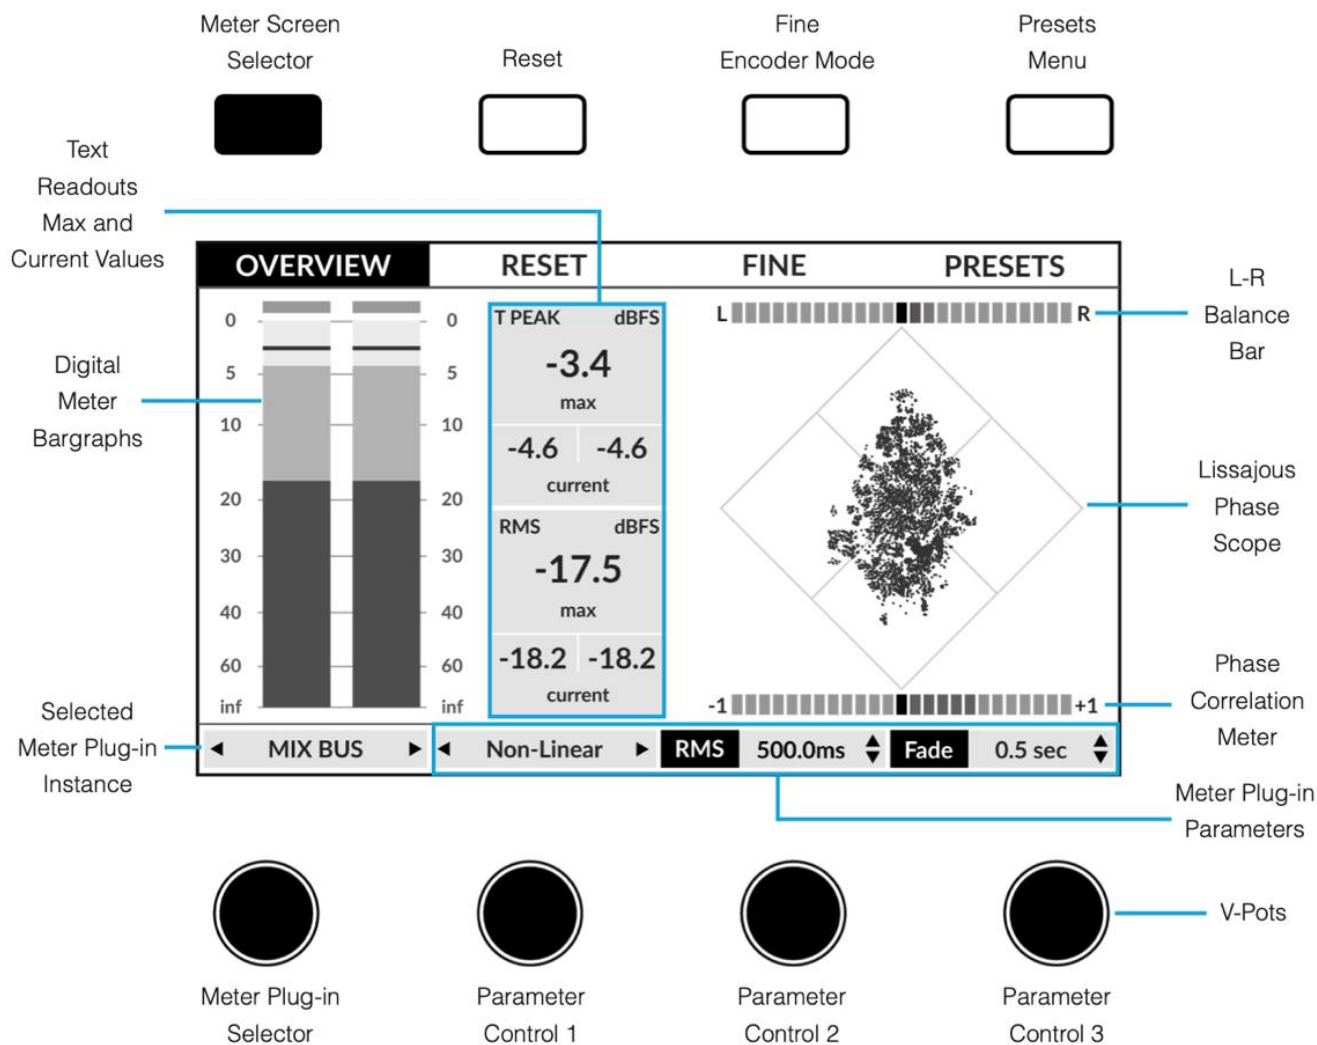 Meter Screen
Selector
Reset
Fine
Encoder Mode
Presets
Menu
Text
Readouts
Max and
Current Values
OVERVIEW
RESET
FINE
PRESETS
0
5
10
20
30
40
60
inf
0
5
10
20
30
40
60
inf
T PEAK dBFS
-3.4
max
-4.6 -4.6
current
RMS dBFS
-17.5
max
-18.2 -18.2
current
L R
-1 +1
L-R
Balance
Bar
Digital
Meter
Bargraphs
Lissajous
Phase
Scope
Phase
Correlation
Meter
Selected
Meter Plug-in
Instance
MIX BUS
Non-Linear
RMS 500.0ms
Fade 0.5 sec
Meter Plug-in
Parameters
V-Pots
Meter Plug-in
Selector
Parameter
Control 1
Parameter
Control 2
Parameter
Control 3